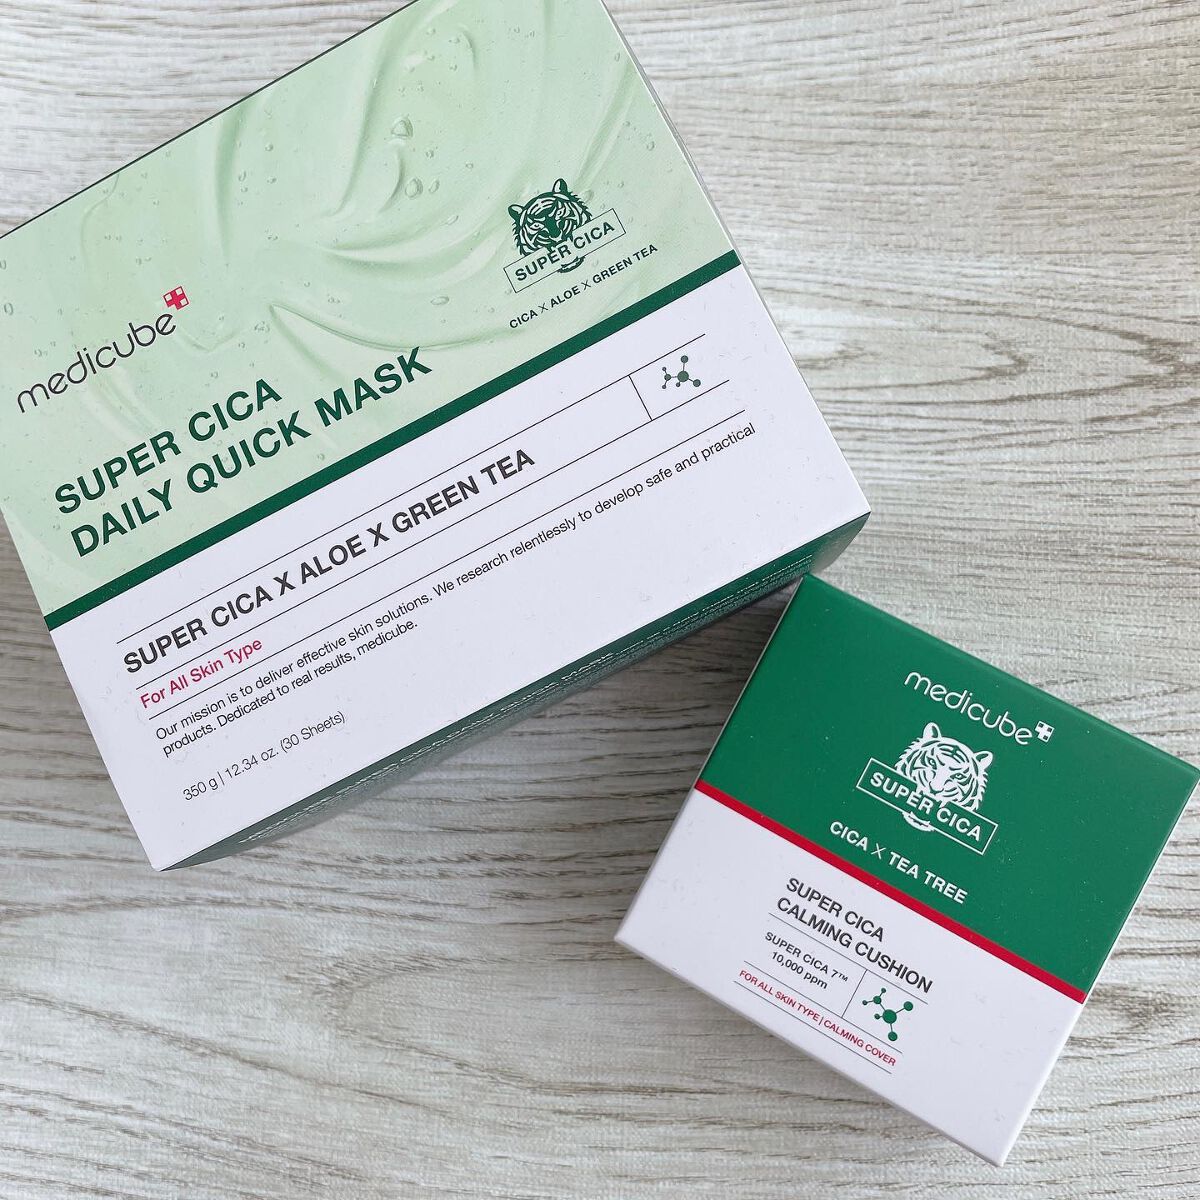 medicube
SUPER CICA
CICA X ALOE X GREEN TEA
SUPER CICA
DAILY QUICK MASK
SUPER CICA X ALOE X GREEN TEA
For All Skin Type
Our mission is to deliver effective skin solutions. We research relentlessly to develop safe and practical
products. Dedicated to real results, medicube.
350 g | 12.34 oz. (30 Sheets)
medicube
SUPER CICA
CICA X TEA TREE
SUPER CICA
CALMING CUSHION
SUPER CICA 7™
10,000 ppm
FOR ALL SKIN TYPE | CALMING COVER